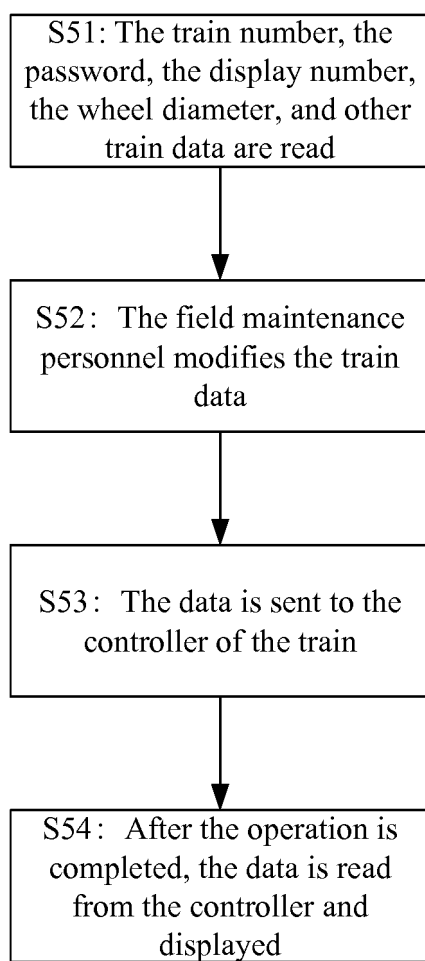 S51: The train number, the
password, the display number,
the wheel diameter, and other
train data are read
S52: The field maintenance
personnel modifies the train
data
S53: The data is sent to the
controller of the train
S54: After the operation is
completed, the data is read
from the controller and
displayed